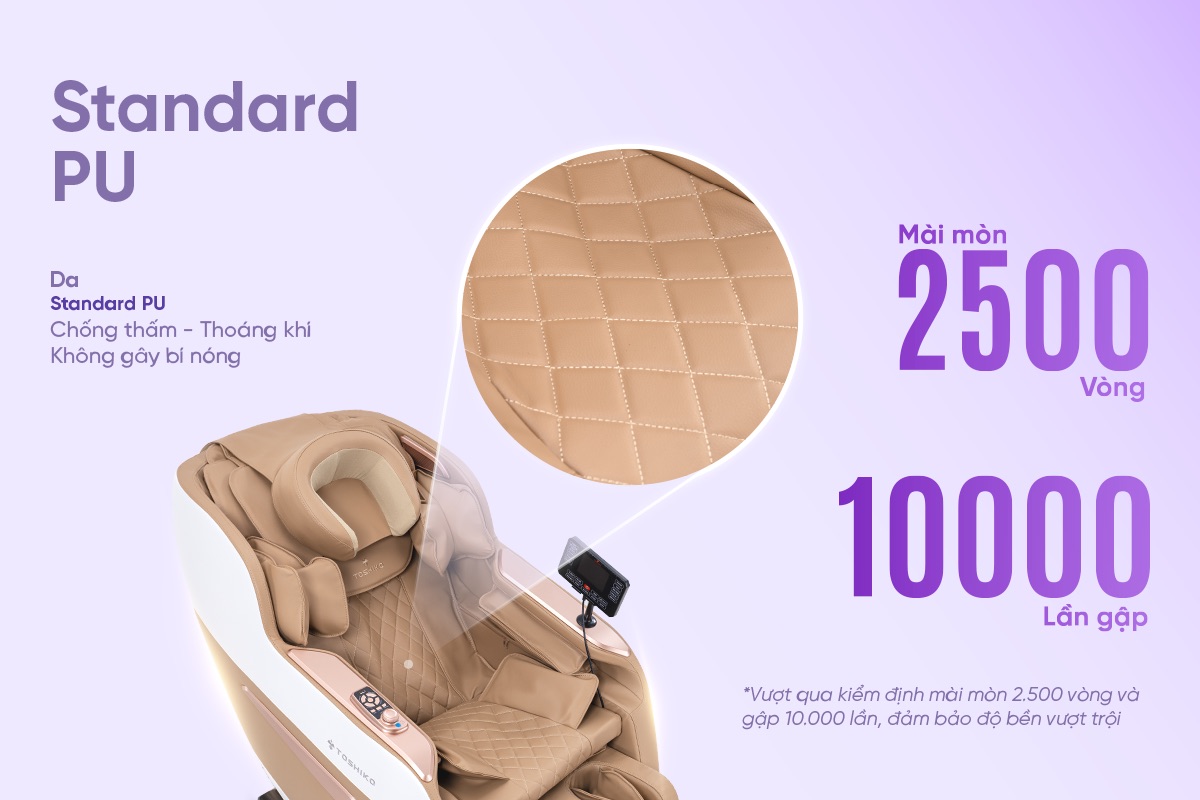 Standard
PU
Da
Standard PU
Chống thấm - Thoáng khí
Không gây bí nóng
Mài mòn
2500
Vòng
10000
Lần gập
*Vượt qua kiểm định mài mòn 2.500 vòng và
gập 10.000 lần, đảm bảo độ bền vượt trội
TOSHIKO
TOSHIKO